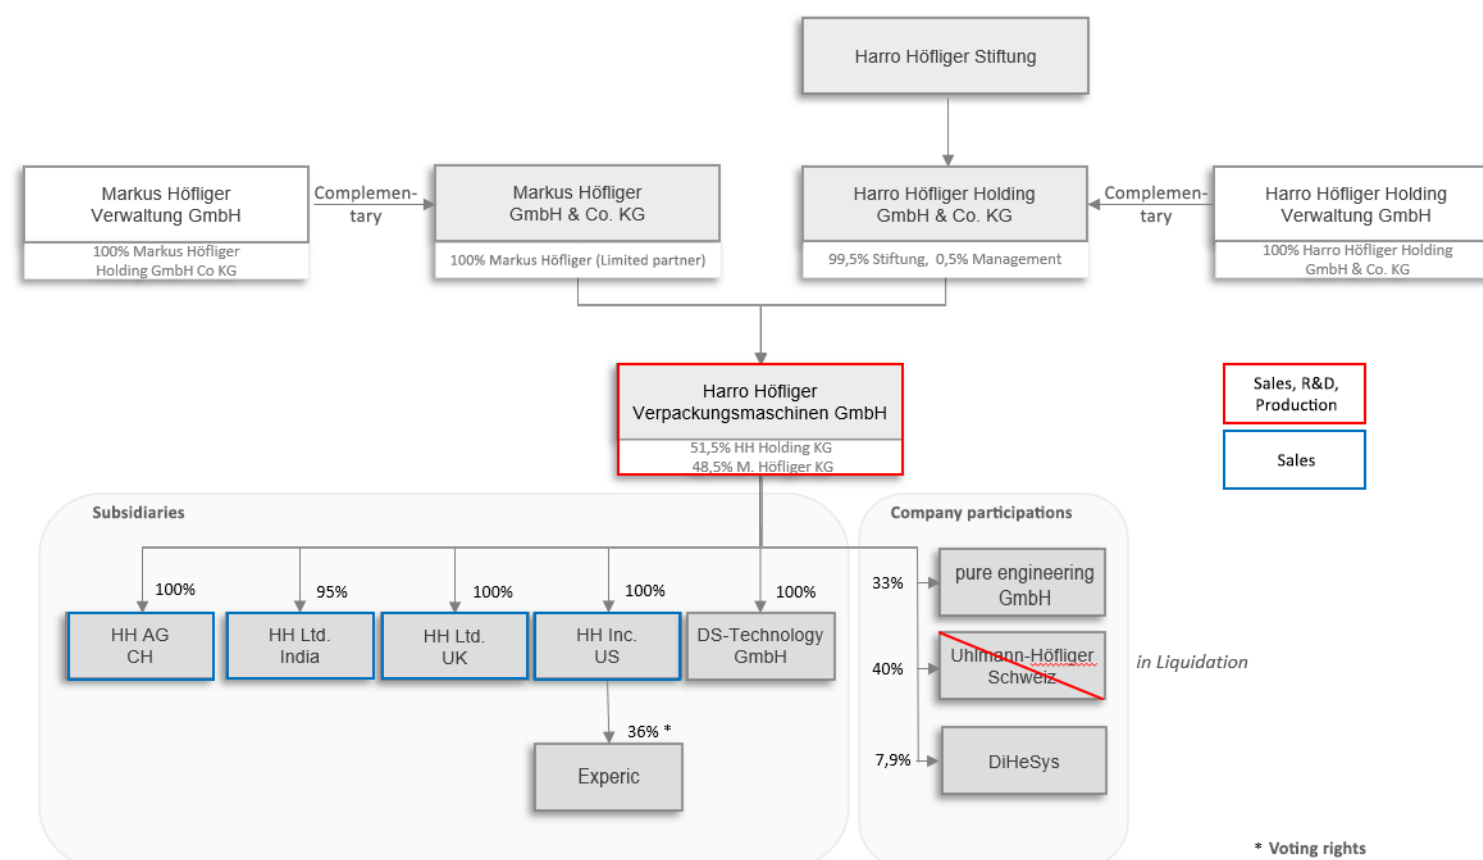 Harro Höfliger Stiftung
Markus Höfliger
Verwaltung GmbH
100% Markus Höfliger
Holding GmbH Co KG
Complemen-
tary
Markus Höfliger
GmbH & Co. KG
100% Markus Höfliger (Limited partner)
Harro Höfliger Holding
GmbH & Co. KG
99,5% Stiftung, 0,5% Management
Complemen-
tary
Harro Höfliger Holding
Verwaltung GmbH
100% Harro Höfliger Holding
GmbH & Co. KG
Harro Höfliger
Verpackungsmaschinen GmbH
51,5% HH Holding KG
48,5% M. Höfliger KG
Sales, R&D,
Production
Sales
Subsidiaries
100%
HH AG
CH
95%
HH Ltd.
India
100%
HH Ltd.
UK
100%
HH Inc.
US
100%
DS-Technology
GmbH
36% *
Experic
Company participations
33%
pure engineering
GmbH
40%
Uhlmann-Höfliger
Schweiz
in Liquidation
7,9%
DiHeSys
* Voting rights